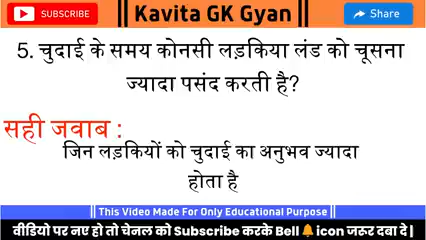 SUBSCRIBE
|| Kavita GK Gyan ||
Share
5. चुदाई के समय कोनसी लड़किया लंड को चूसना
ज्यादा पसंद करती है?
सही जवाब :
जिन लड़कियों को चुदाई का अनुभव ज्यादा
होता है
|| This Video Made For Only Educational Purpose ||
वीडियो पर नए हो तो चेनल को Subscribe करके Bell🔔icon जरूर दबा दे |